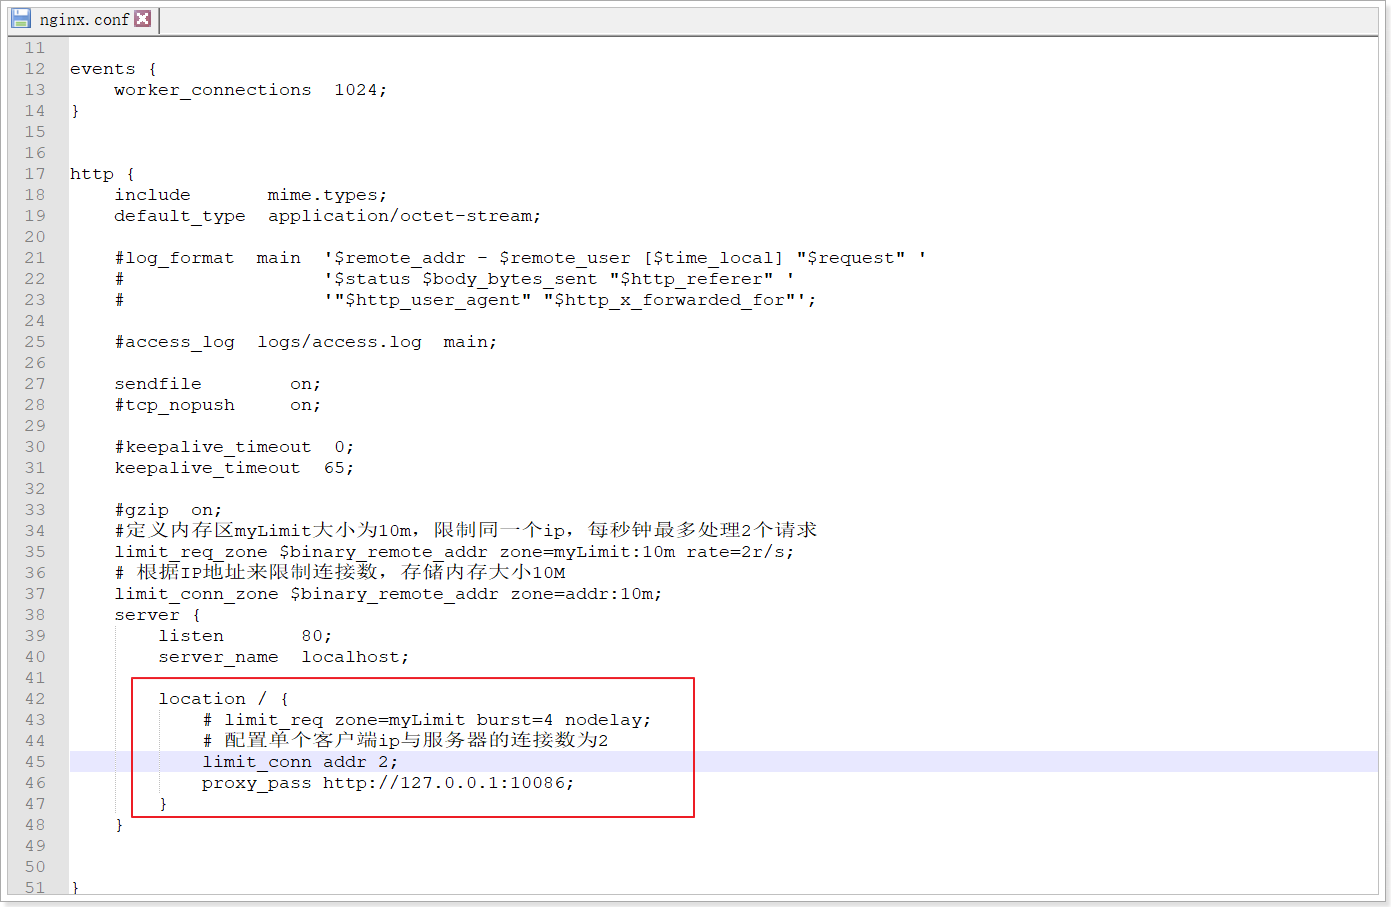 nginx.conf
11
12 events {
13     worker_connections  1024;
14 }
15
16
17 http {
18     include       mime.types;
19     default_type  application/octet-stream;
20
21     #log_format  main  '$remote_addr - $remote_user [$time_local] "$request" '
22     #                  '$status $body_bytes_sent "$http_referer" '
23     #                  '"$http_user_agent" "$http_x_forwarded_for"';
24
25     #access_log  logs/access.log  main;
26
27     sendfile        on;
28     #tcp_nopush     on;
29
30     #keepalive_timeout  0;
31     keepalive_timeout  65;
32
33     #gzip  on;
34     #定义内存区myLimit大小为10m，限制同一个ip，每秒钟最多处理2个请求
35     limit_req_zone $binary_remote_addr zone=myLimit:10m rate=2r/s;
36     # 根据IP地址来限制连接数，存储内存大小10M
37     limit_conn_zone $binary_remote_addr zone=addr:10m;
38     server {
39         listen       80;
40         server_name  localhost;
41
42         location / {
43             # limit_req zone=myLimit burst=4 nodelay;
44             # 配置单个客户端ip与服务器的连接数为2
45             limit_conn addr 2;
46             proxy_pass http://127.0.0.1:10086;
47         }
48     }
49
50
51 }